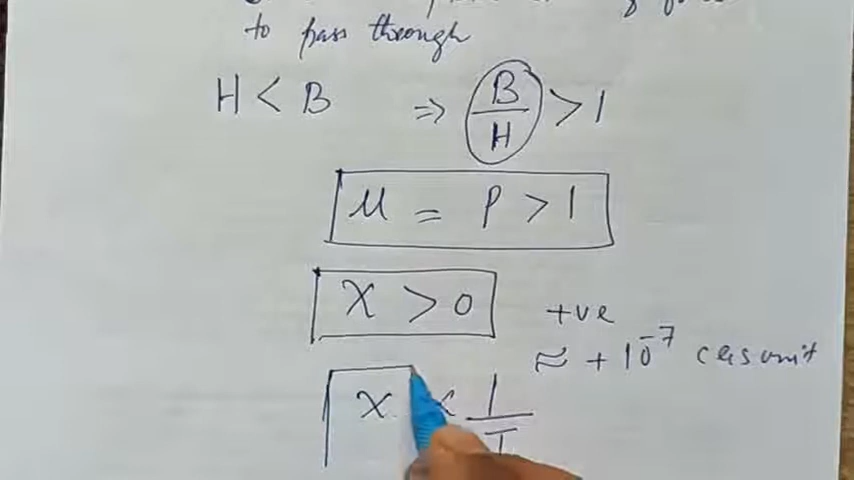 to pass through
H < B ⇒ B/H > 1
μ = P > 1
χ > 0 +ve
≈ + 10⁻⁷ cgs unit
χ ∝ 1/T